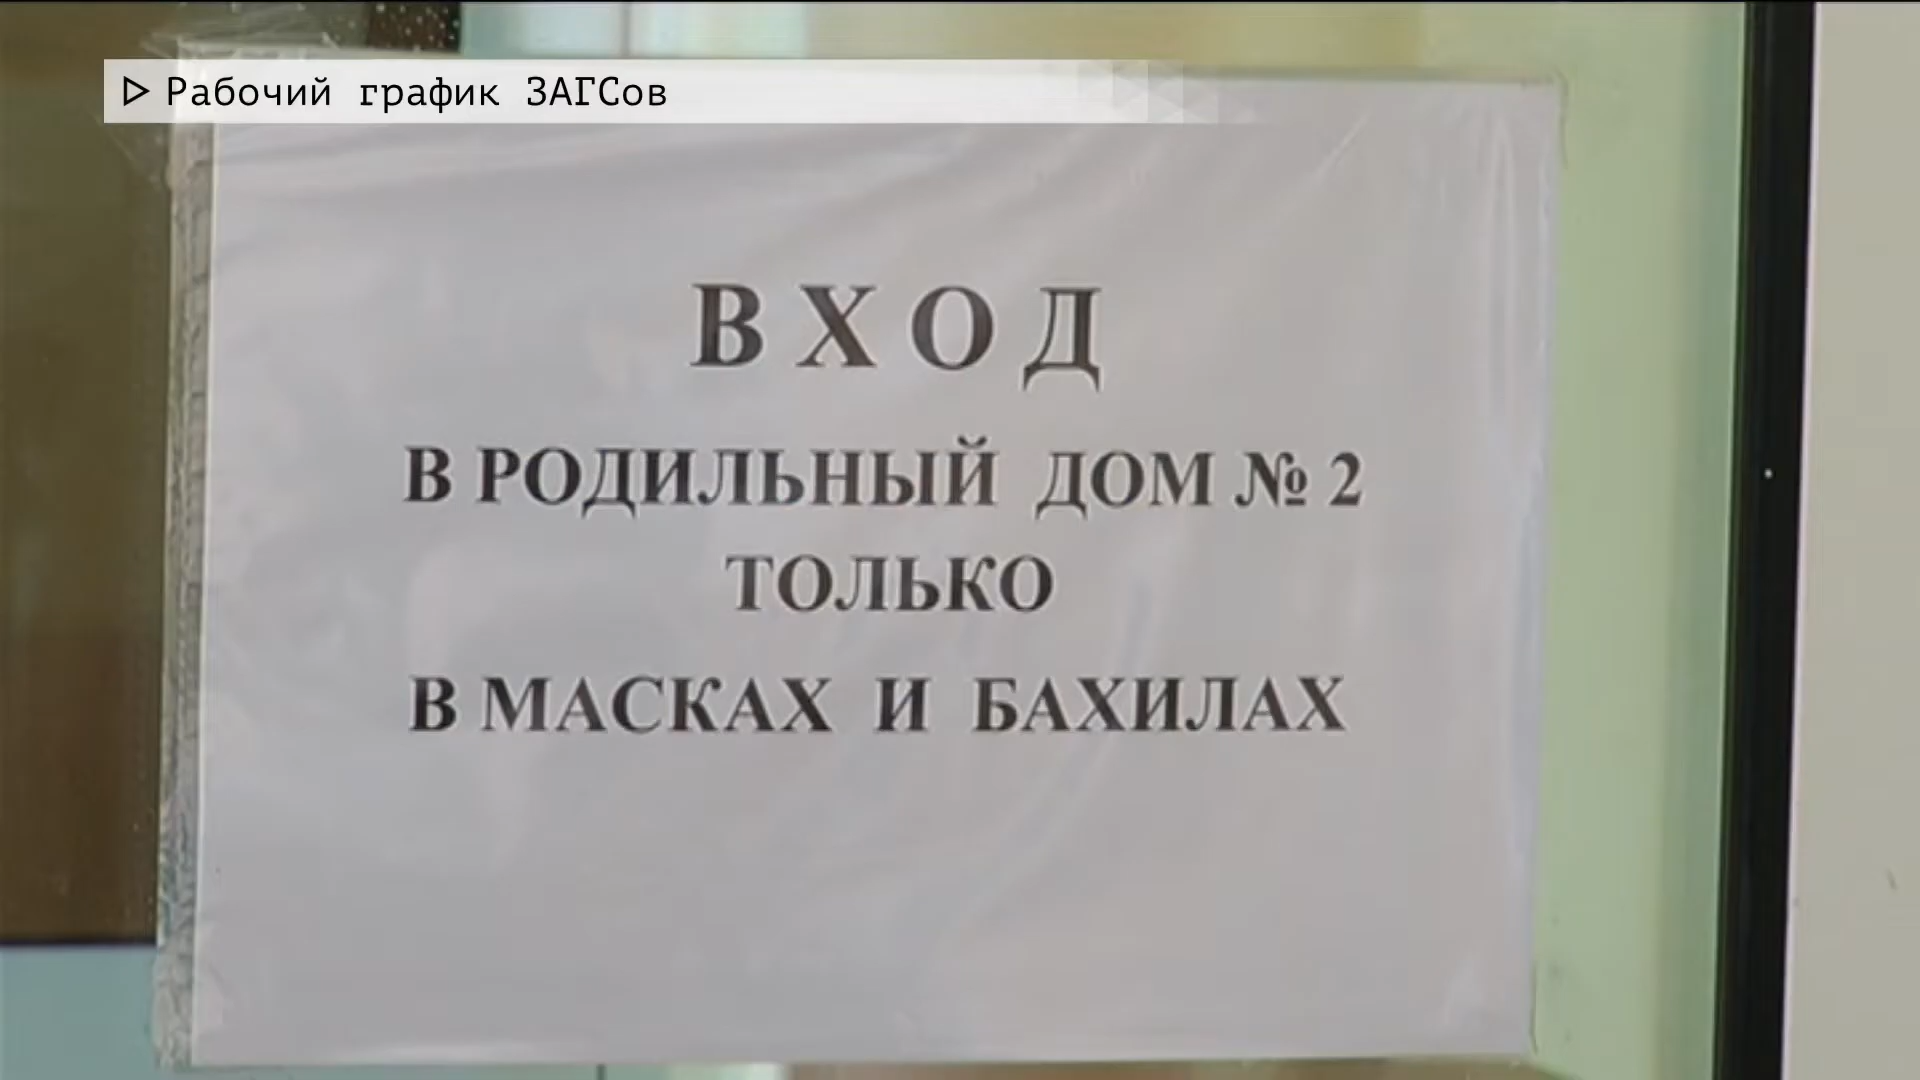 Рабочий график ЗАГСов
ВХОД
В РОДИЛЬНЫЙ ДОМ № 2
ТОЛЬКО
В МАСКАХ И БАХИЛАХ